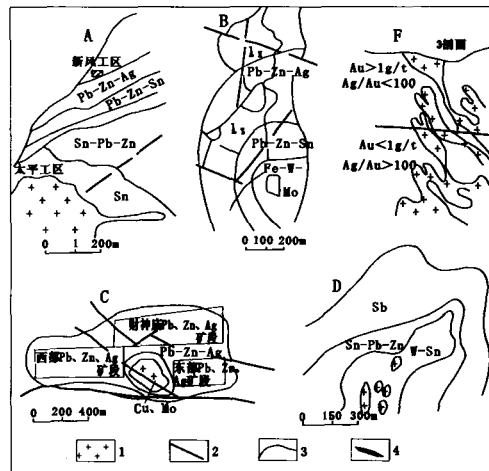 A
新风工区
Pb-Zn-Ag
Pb-Zn-Sn
Sn-Pb-Zn
太平工区
Sn
0 1 200m
B
Pb-Zn-Ag
Pb-Zn-Sn
Fe-W-
Mo
0 100 200m
F
3剖面
Au>1g/t
Ag/Au<100
Au<1g/t
Ag/Au>100
C
财神庙Pb、Zn、Ag
矿段
西部Pb、Zn、Ag
矿段
Pb-Zn-Ag
东部Pb、Zn、
Ag矿段
Cu、Mo
0 200 400m
D
Sb
Sn-Pb-Zn
W-Sn
0 150 300m
1
2
3
4